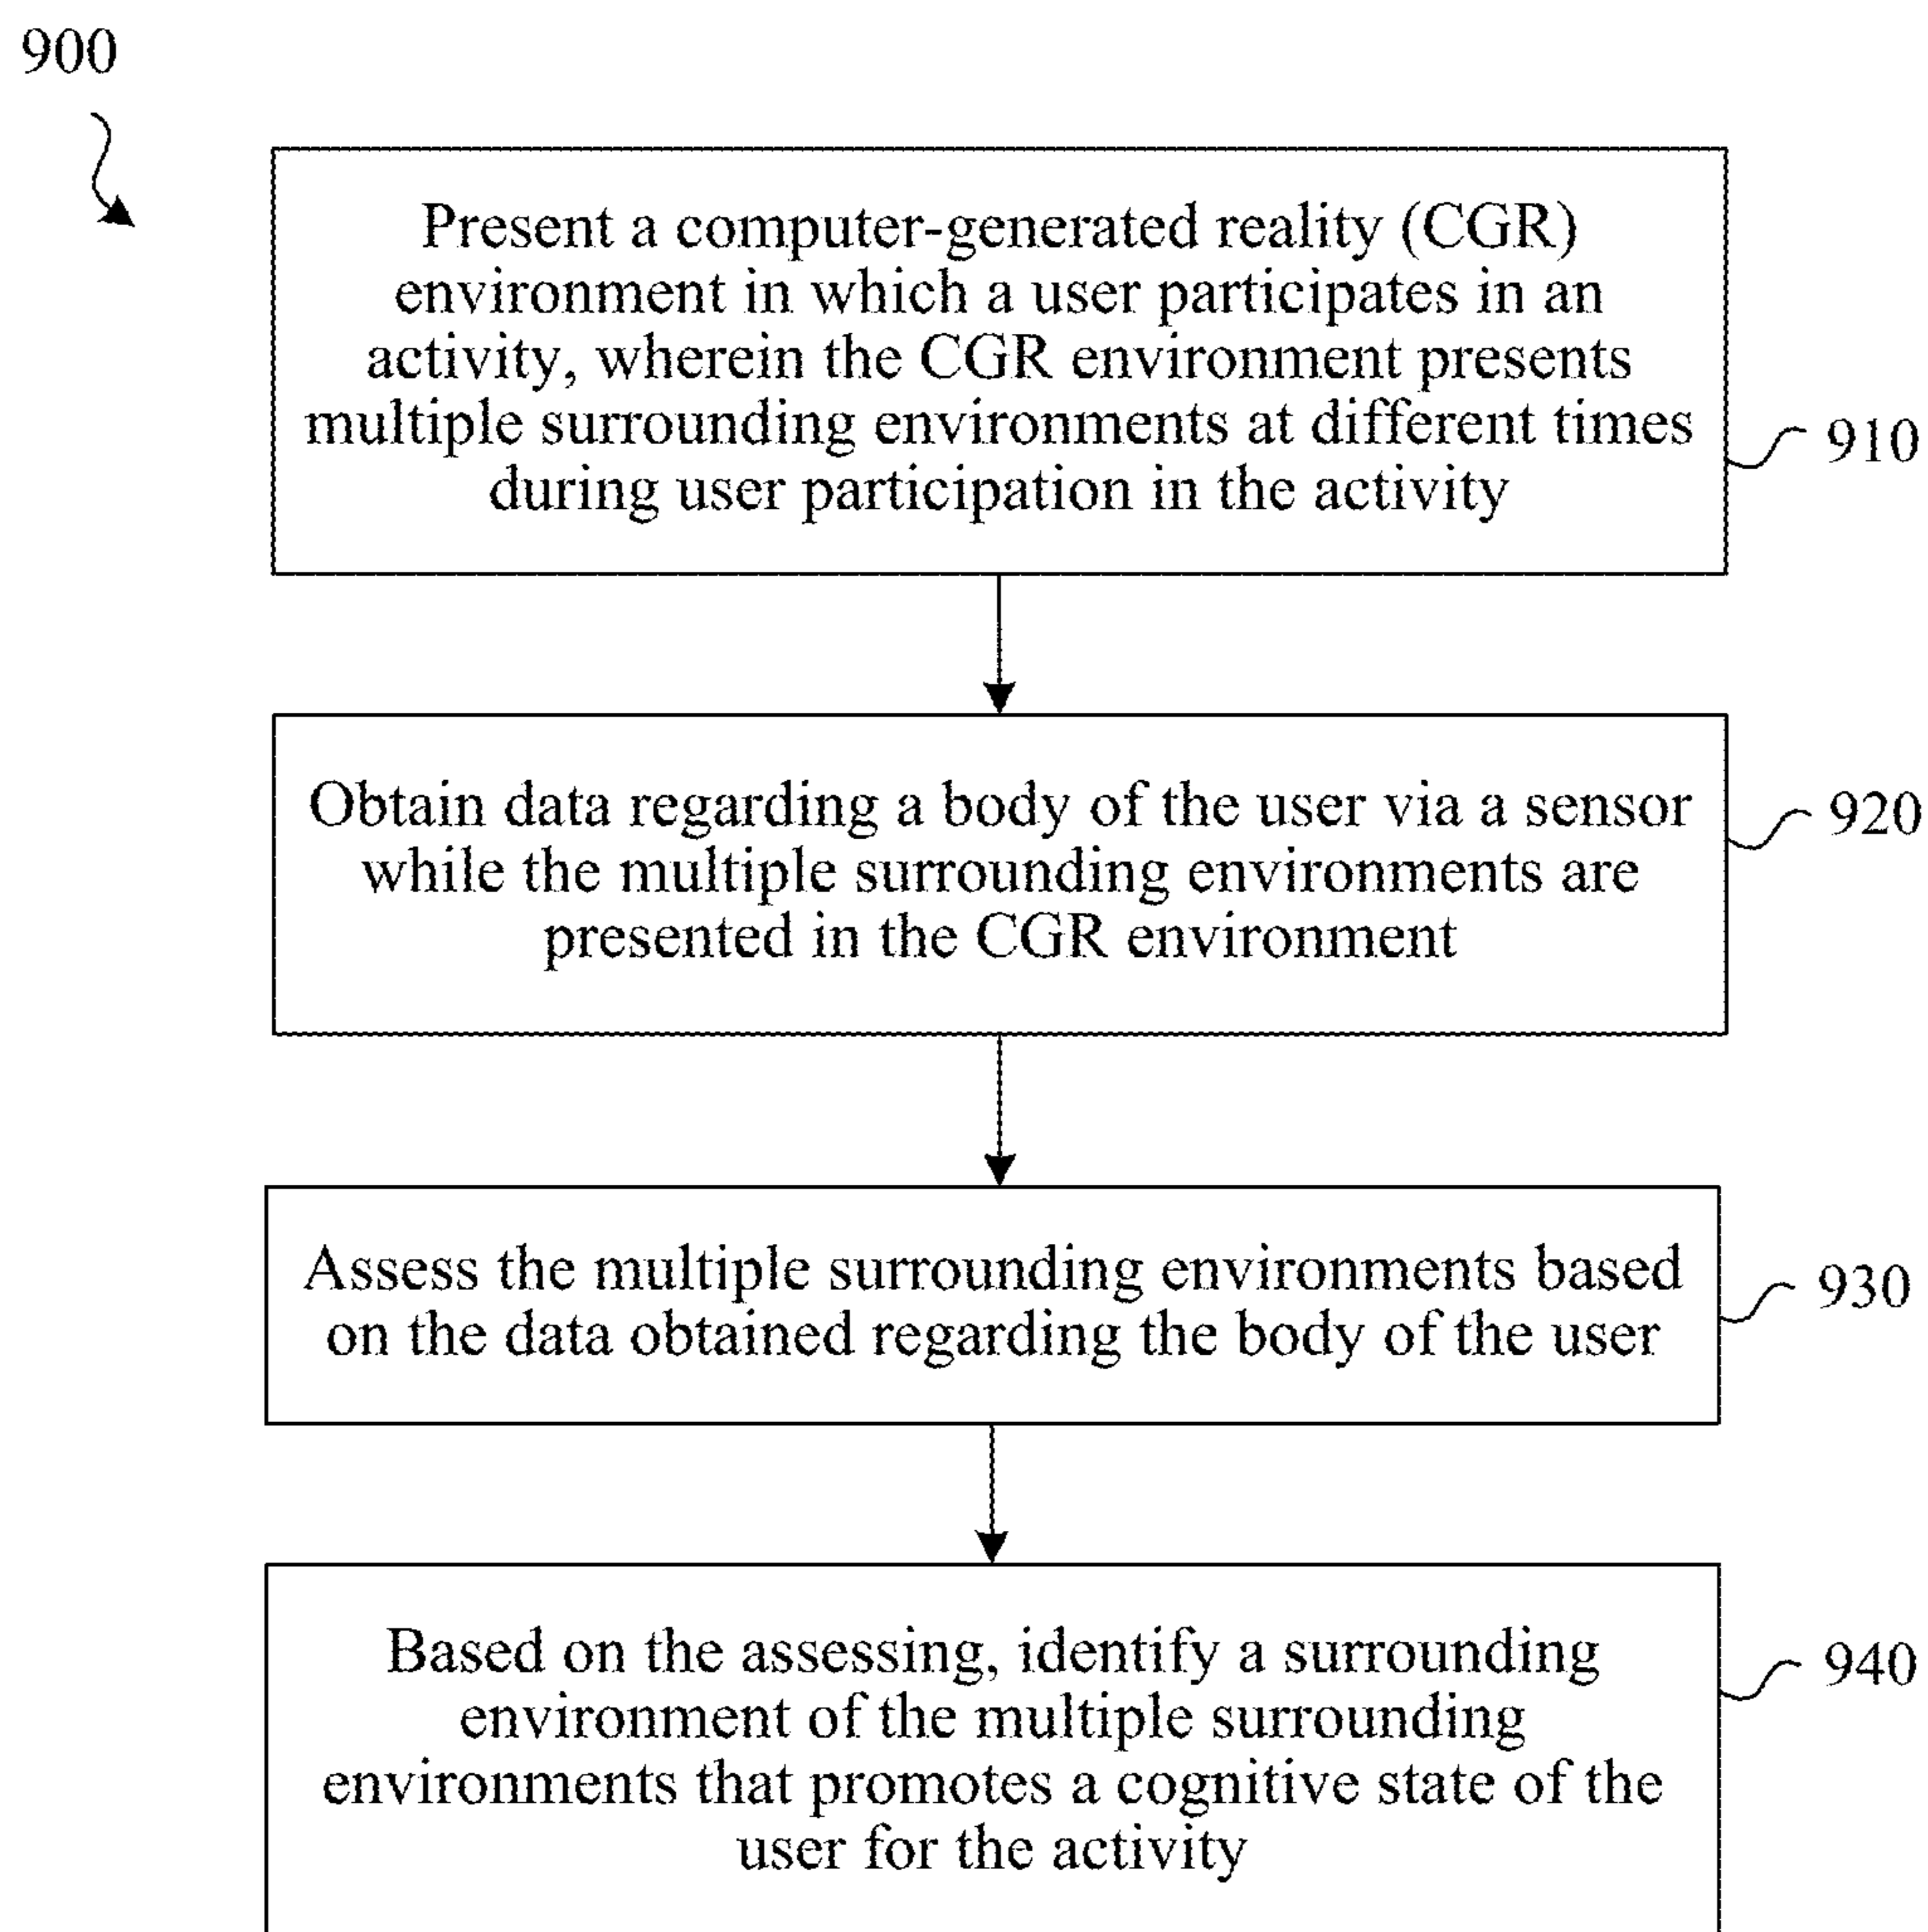 900
Present a computer-generated reality (CGR)
environment in which a user participates in an
activity, wherein the CGR environment presents
multiple surrounding environments at different times
during user participation in the activity
910
Obtain data regarding a body of the user via a sensor
while the multiple surrounding environments are
presented in the CGR environment
920
Assess the multiple surrounding environments based
on the data obtained regarding the body of the user
930
Based on the assessing, identify a surrounding
environment of the multiple surrounding
environments that promotes a cognitive state of the
user for the activity
940